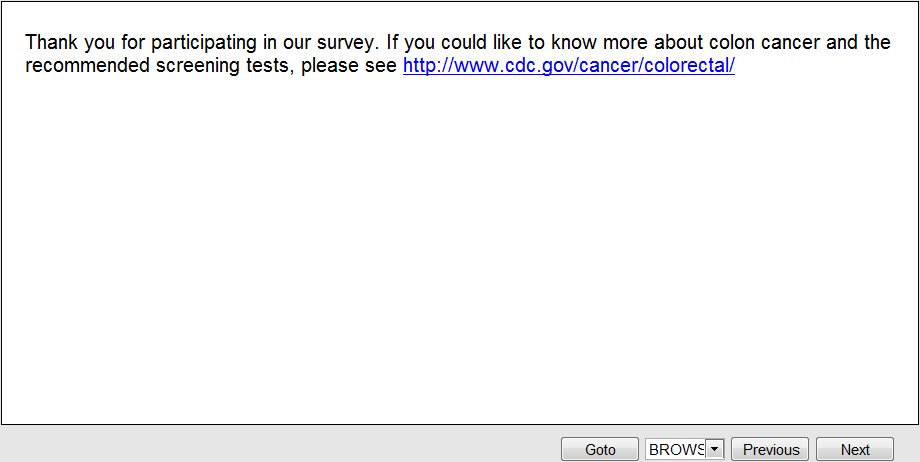 Thank you for participating in our survey. If you could like to know more about colon cancer and the
recommended screening tests, please see http://www.cdc.gov/cancer/colorectal/
Goto BROWS Previous Next